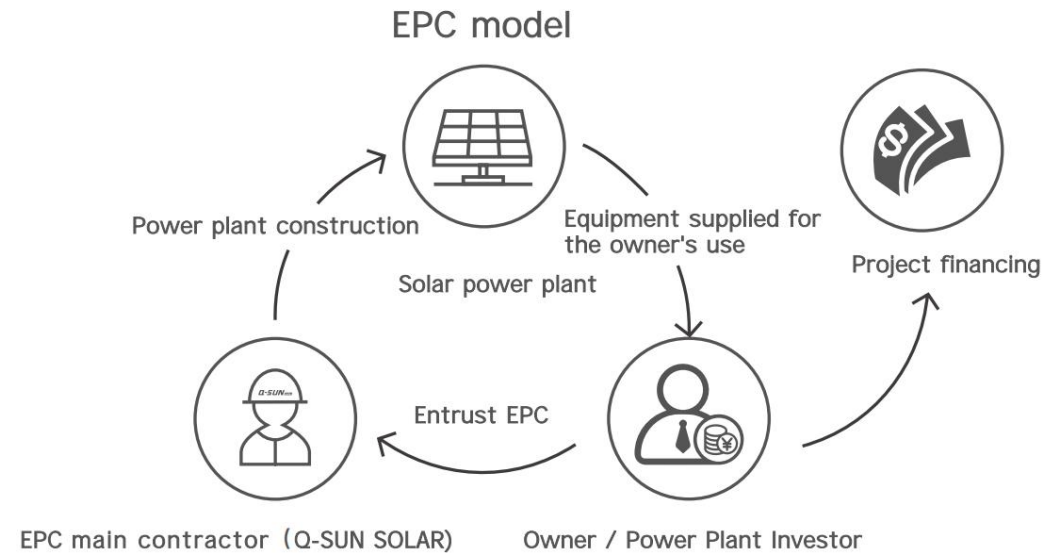 EPC model
Power plant construction
Equipment supplied for
the owner's use
Solar power plant
Project financing
Q-SUN
Entrust EPC
EPC main contractor (Q-SUN SOLAR)
Owner / Power Plant Investor
$
¥